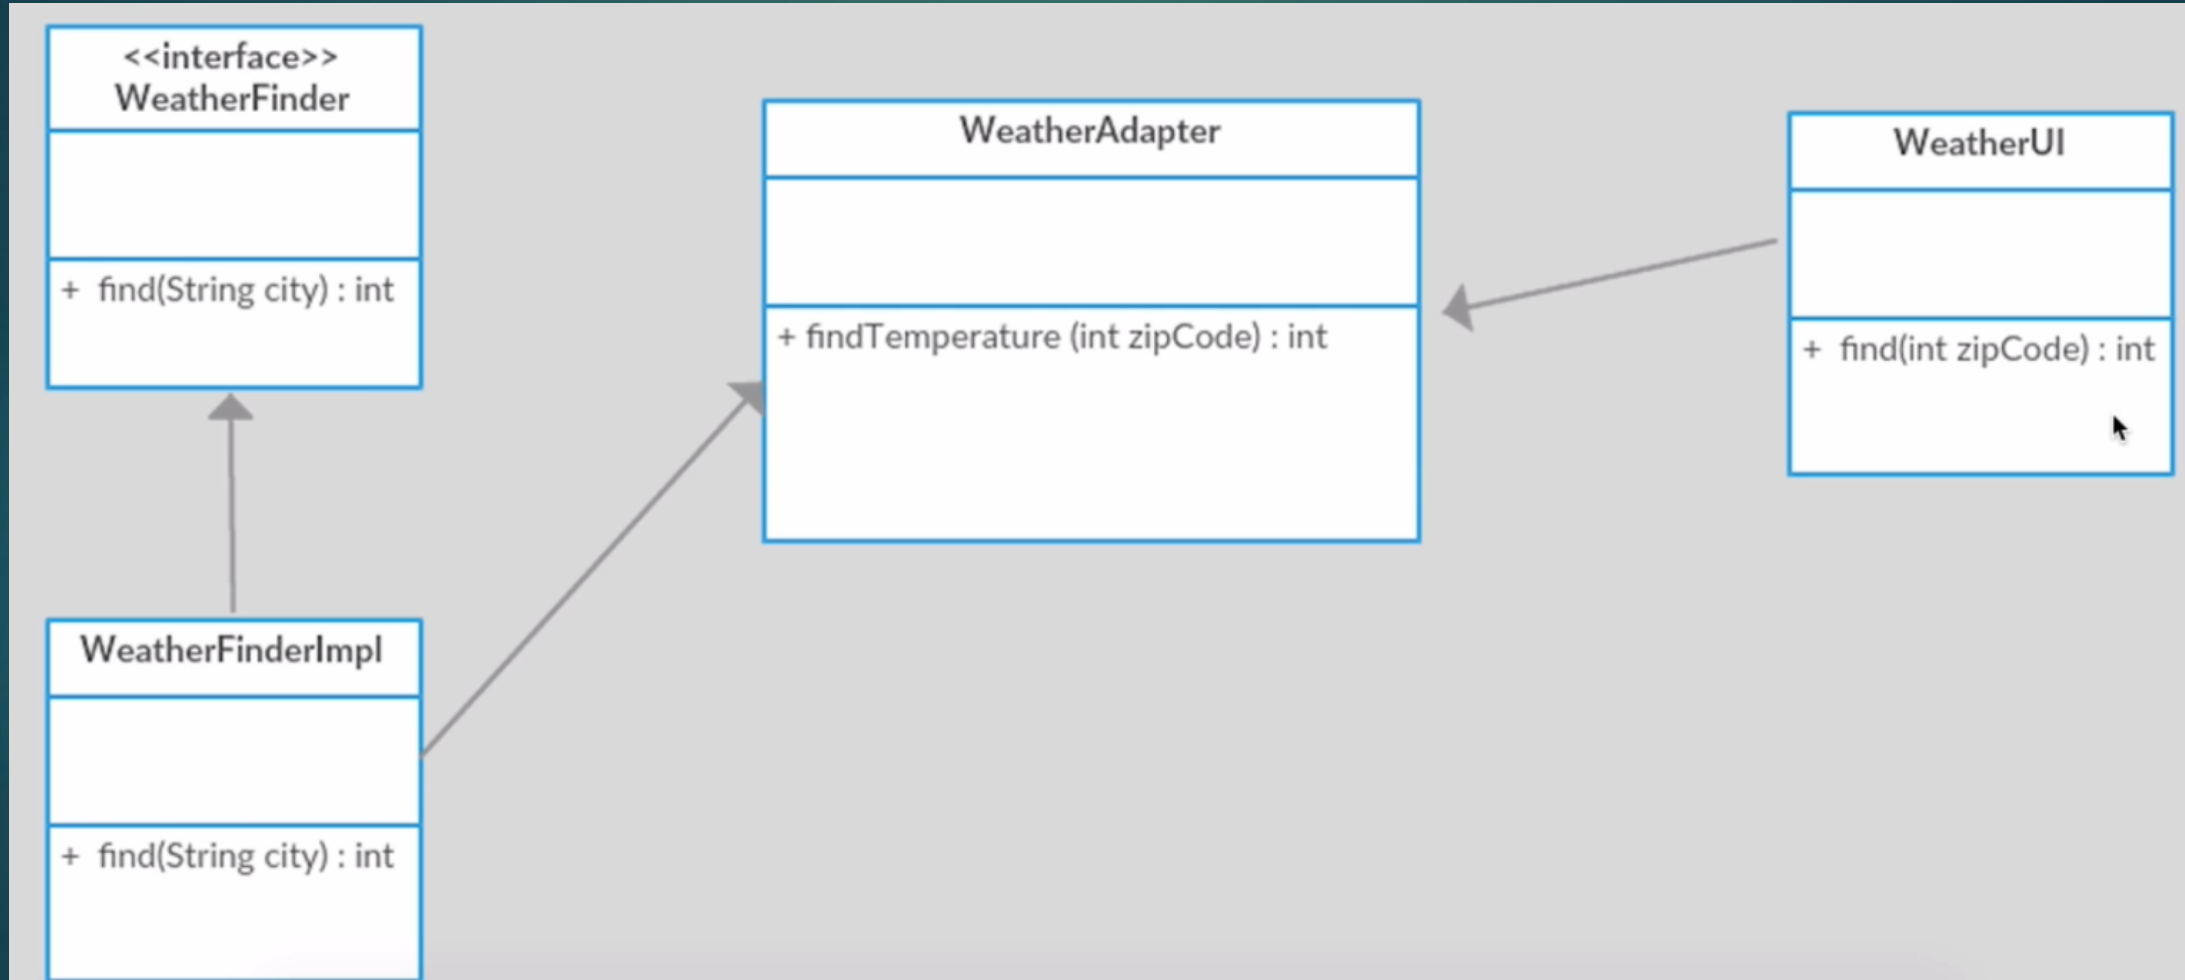 <<interface>>
WeatherFinder
+ find(String city) : int
WeatherAdapter
+ findTemperature (int zipCode) : int
WeatherUI
+ find(int zipCode) : int
WeatherFinderImpl
+ find(String city) : int